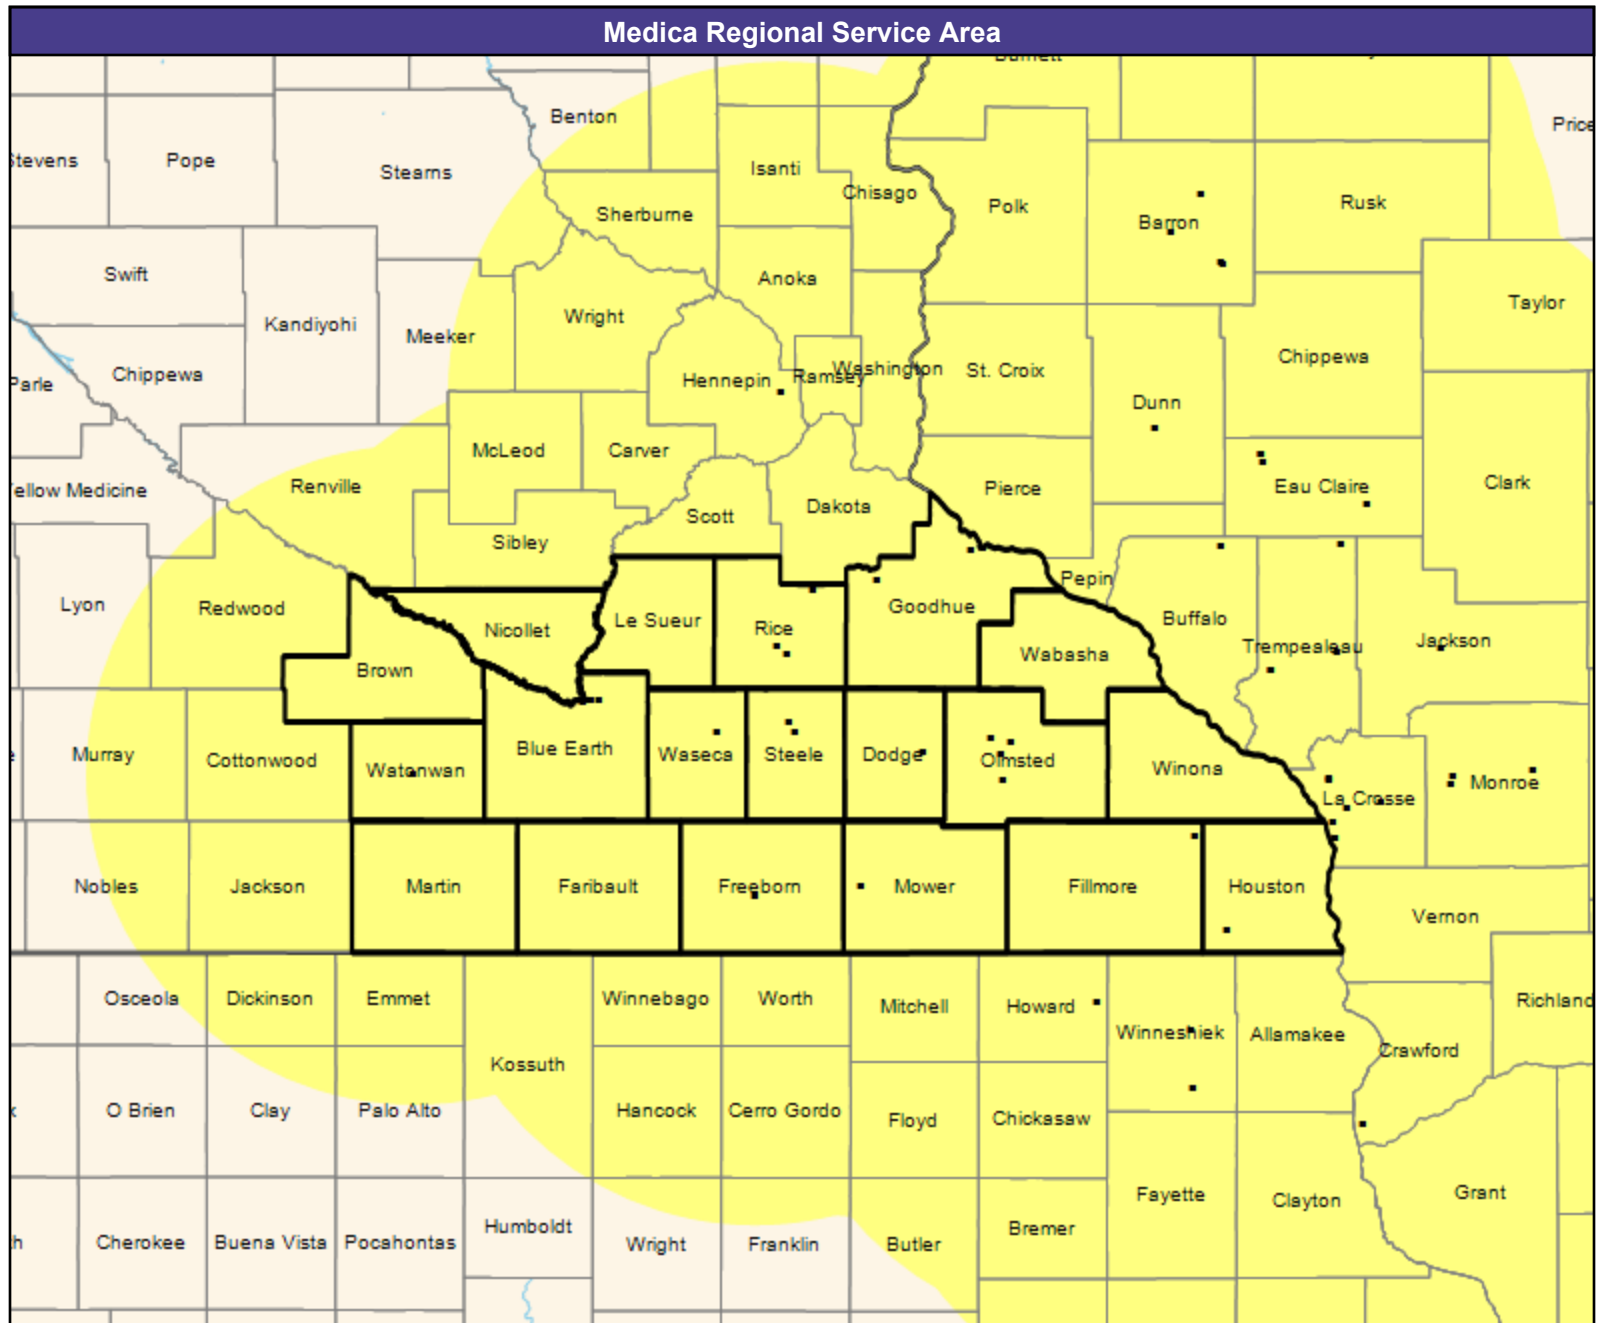 Medica Regional Service Area
Benton
Price
Stevens
Pope
Stearns
Isanti
Chisago
Sherburne
Polk
Barron
Rusk
Swift
Anoka
Taylor
Kandiyohi
Wright
Meeker
Chippewa
Parle
Chippewa
Hennepin
Ramsey
Washington
St. Croix
Dunn
McLeod
Carver
Renville
ellow Medicine
Pierce
Eau Claire
Clark
Scott
Dakota
Sibley
Lyon
Redwood
Pepin
Goodhue
Le Sueur
Rice
Nicollet
Buffalo
Trempealeau
Jackson
Wabasha
Brown
Murray
Cottonwood
Watonwan
Blue Earth
Waseca
Steele
Dodge
Olmsted
Winona
La Crosse
Monroe
Nobles
Jackson
Martin
Faribault
Freeborn
Mower
Fillmore
Houston
Vernon
Osceola
Dickinson
Emmet
Winnebago
Worth
Mitchell
Howard
Winneshiek
Allamakee
Crawford
Richland
Kossuth
O Brien
Clay
Palo Alto
Hancock
Cerro Gordo
Floyd
Chickasaw
Fayette
Clayton
Grant
Cherokee
Buena Vista
Pocahontas
Humboldt
Wright
Franklin
Butler
Bremer